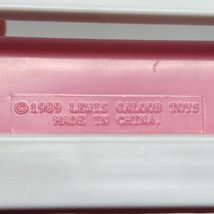 ©1989 LEWIS GALOOB TOYS
MADE IN CHINA.